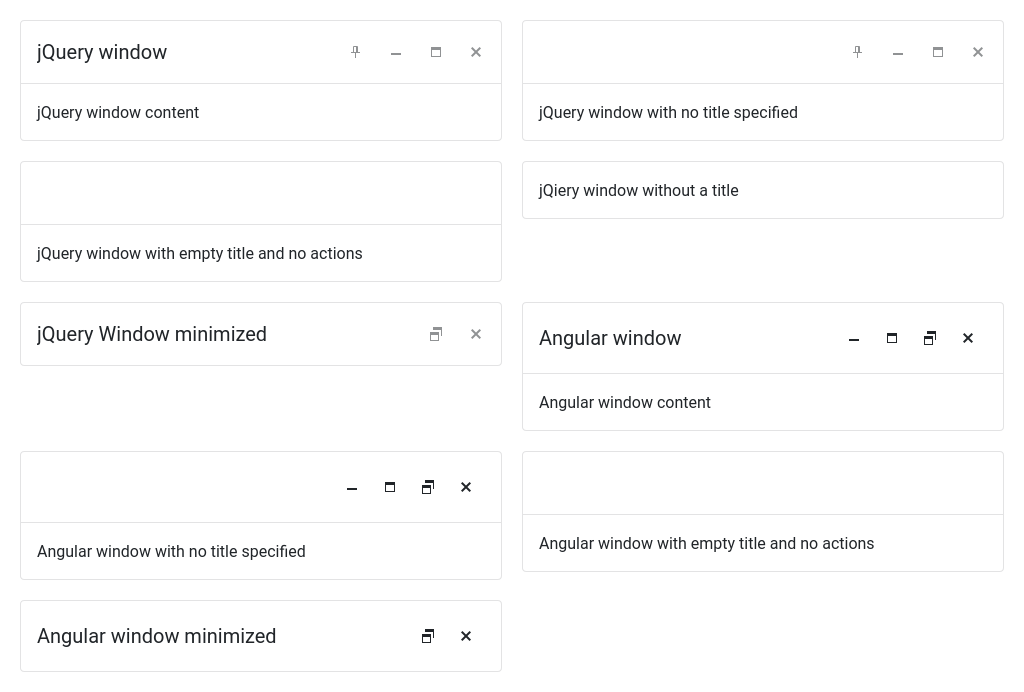 jQuery window
jQuery window content
jQuery window with no title specified
jQuery window with empty title and no actions
jQiery window without a title
jQuery Window minimized
Angular window
Angular window content
Angular window with no title specified
Angular window with empty title and no actions
Angular window minimized